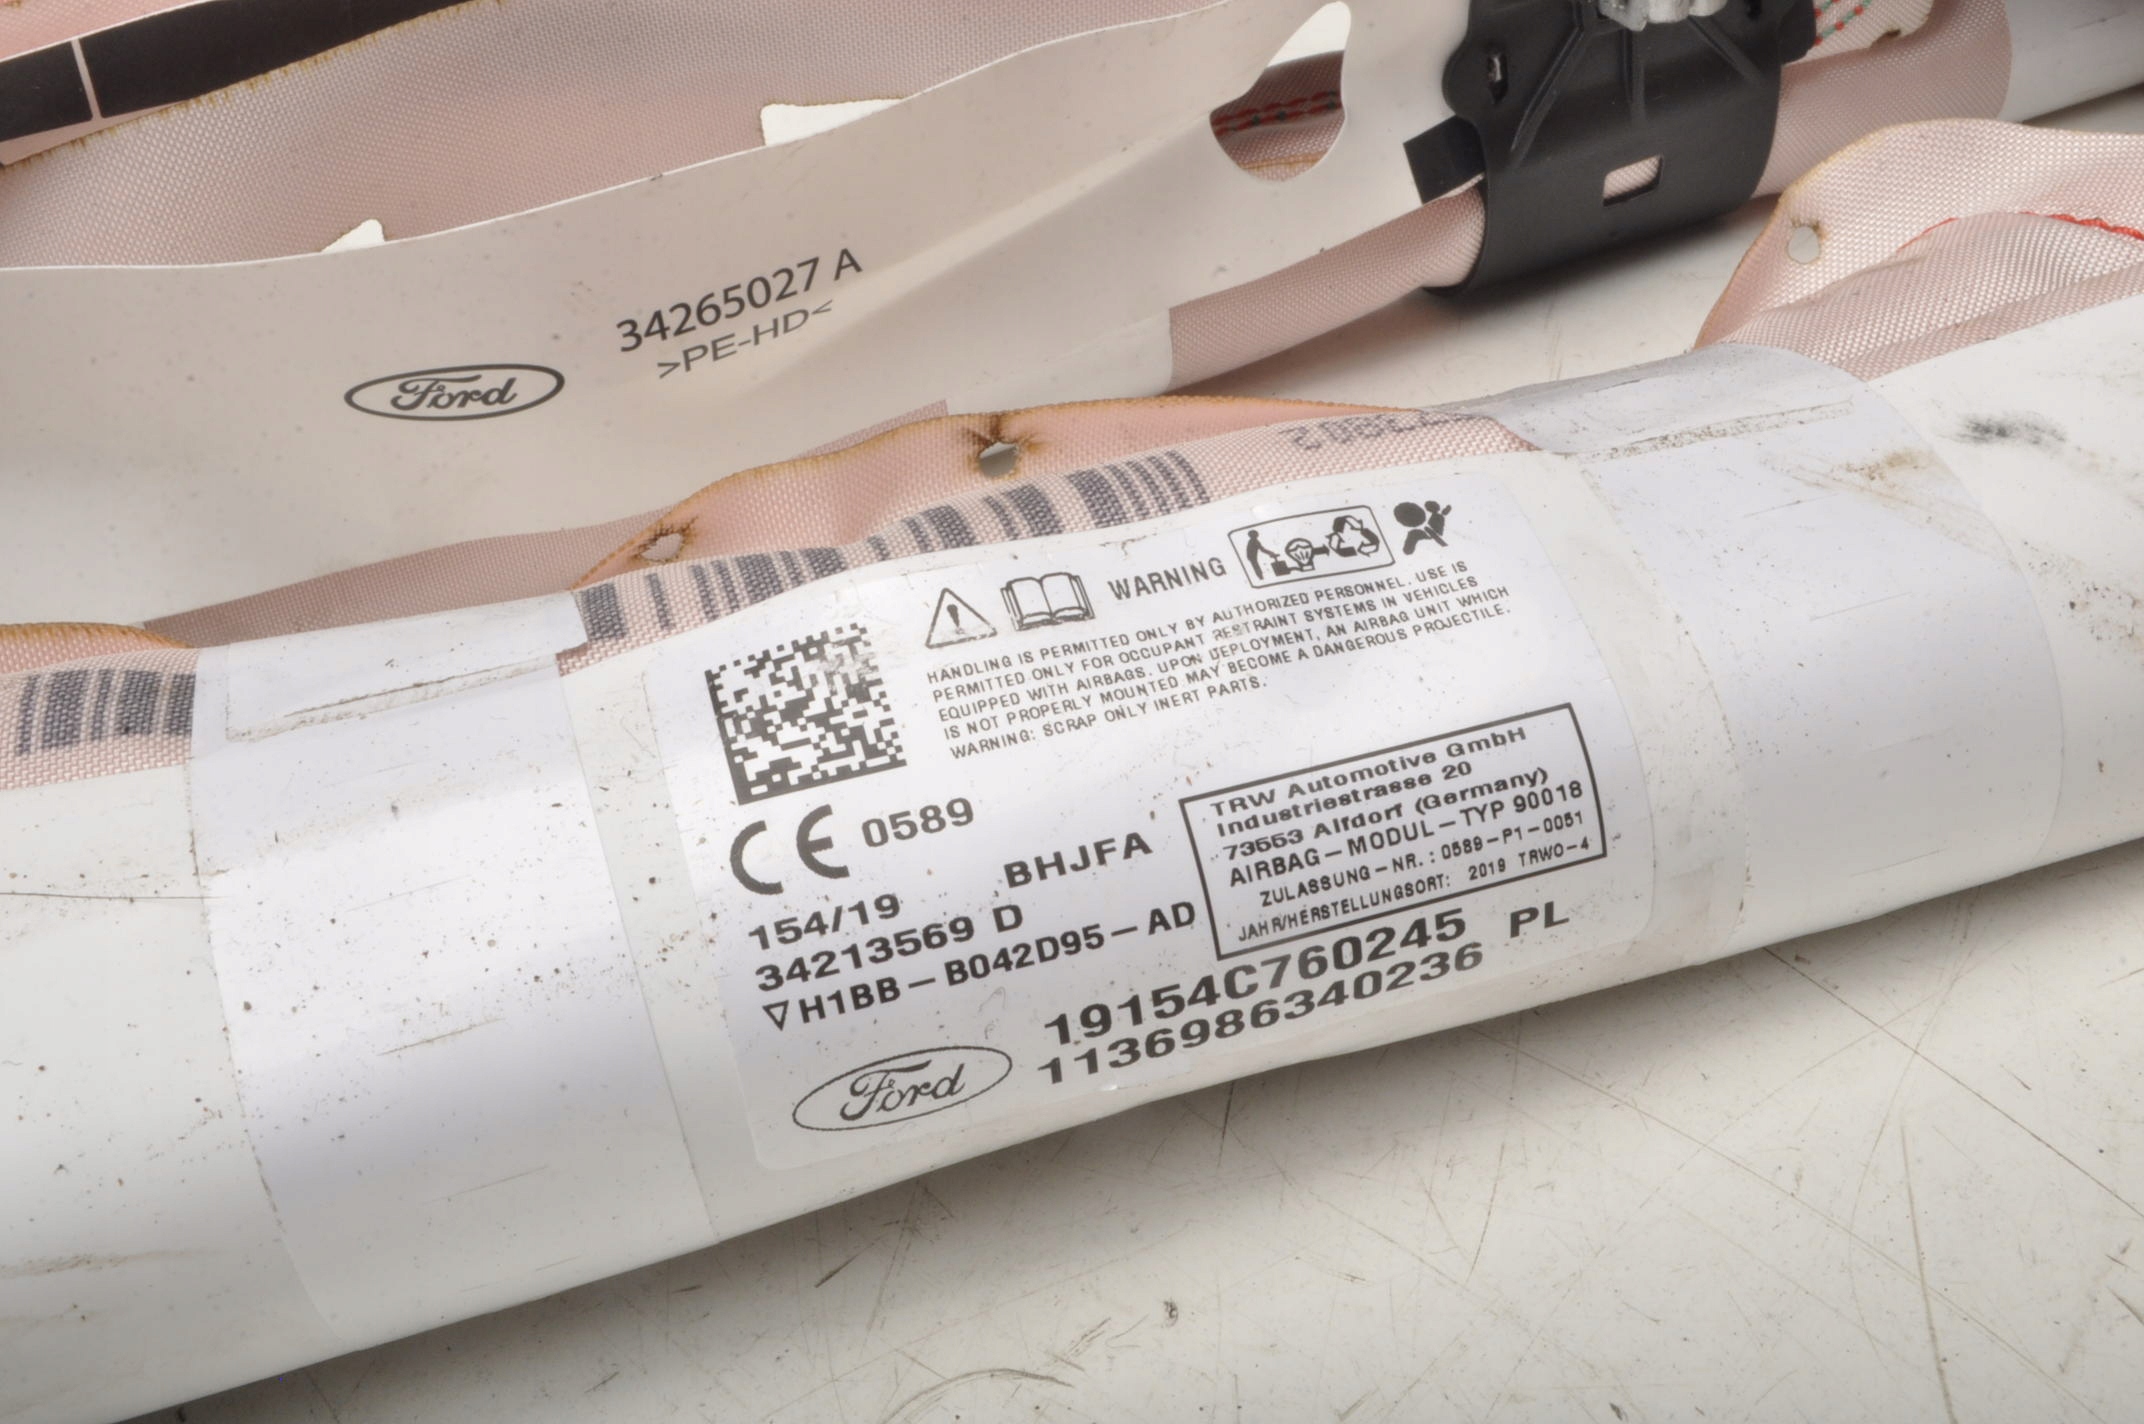 34265027 A
>PE-HD<
Ford
WARNING
HANDLING IS PERMITTED ONLY BY AUTHORIZED PERSONNEL. USE IS
PERMITTED ONLY FOR OCCUPANT RESTRAINT SYSTEMS IN VEHICLES
EQUIPPED WITH AIRBAGS. UPON DEPLOYMENT, AN AIRBAG UNIT WHICH
IS NOT PROPERLY MOUNTED MAY BECOME A DANGEROUS PROJECTILE.
WARNING: SCRAP ONLY INERT PARTS.
CE 0589
154/19 BHJFA
34213569 D
▽H1BB-B042D95-AD
TRW Automotive GmbH
Industriestrasse 20
73553 Alfdorf (Germany)
AIRBAG-MODUL-TYP 90018
ZULASSUNG-NR.: 0589-P1-0051
JAHR/HERSTELLUNGSORT: 2019 TRWO-4
19154C760245 PL
1136986340236
Ford